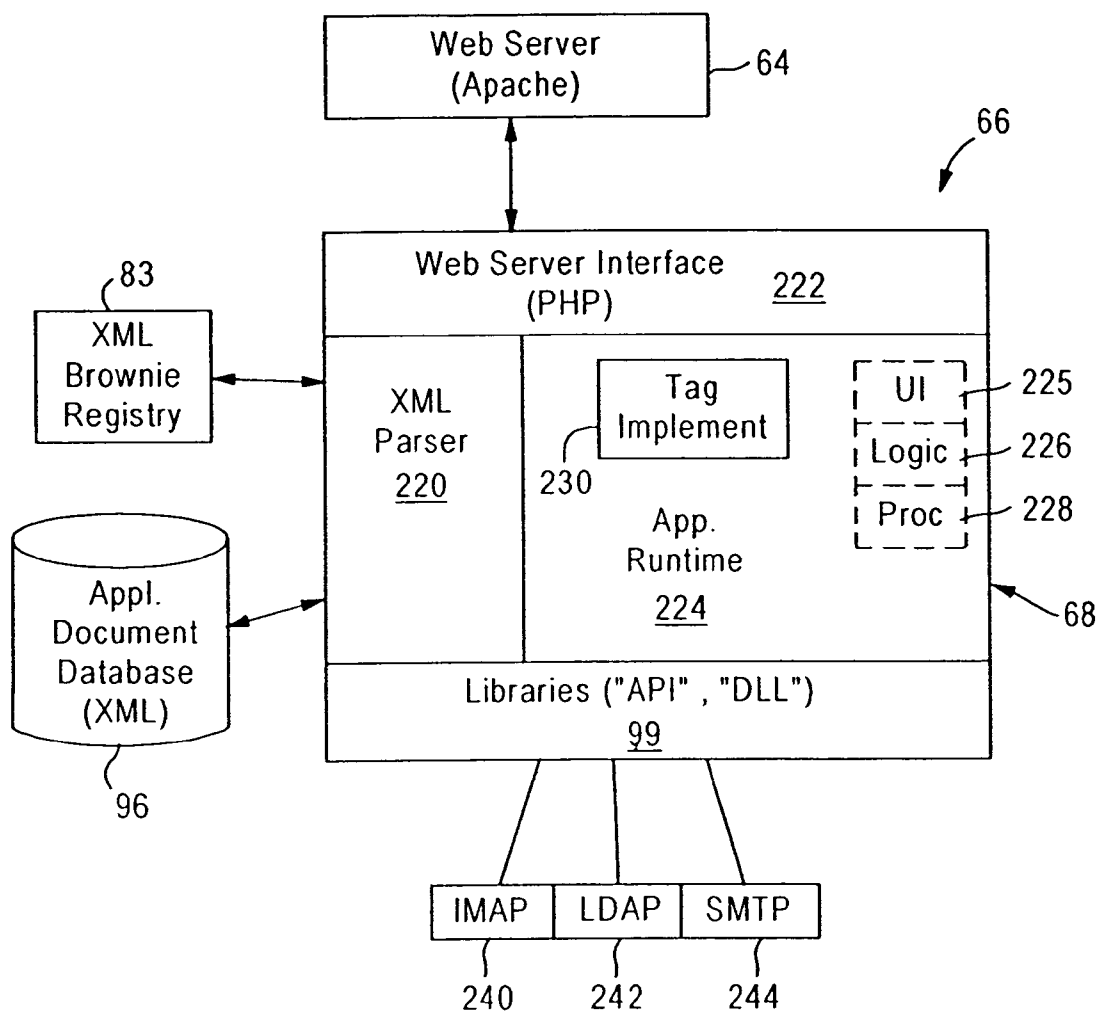 Web Server
(Apache)
64
66
Web Server Interface
(PHP)
222
83
XML
Brownie
Registry
XML
Parser
220
Tag
Implement
230
UI
225
Logic
226
Proc
228
App.
Runtime
224
68
Appl.
Document
Database
(XML)
96
Libraries ("API" , "DLL")
99
IMAP
LDAP
SMTP
240
242
244